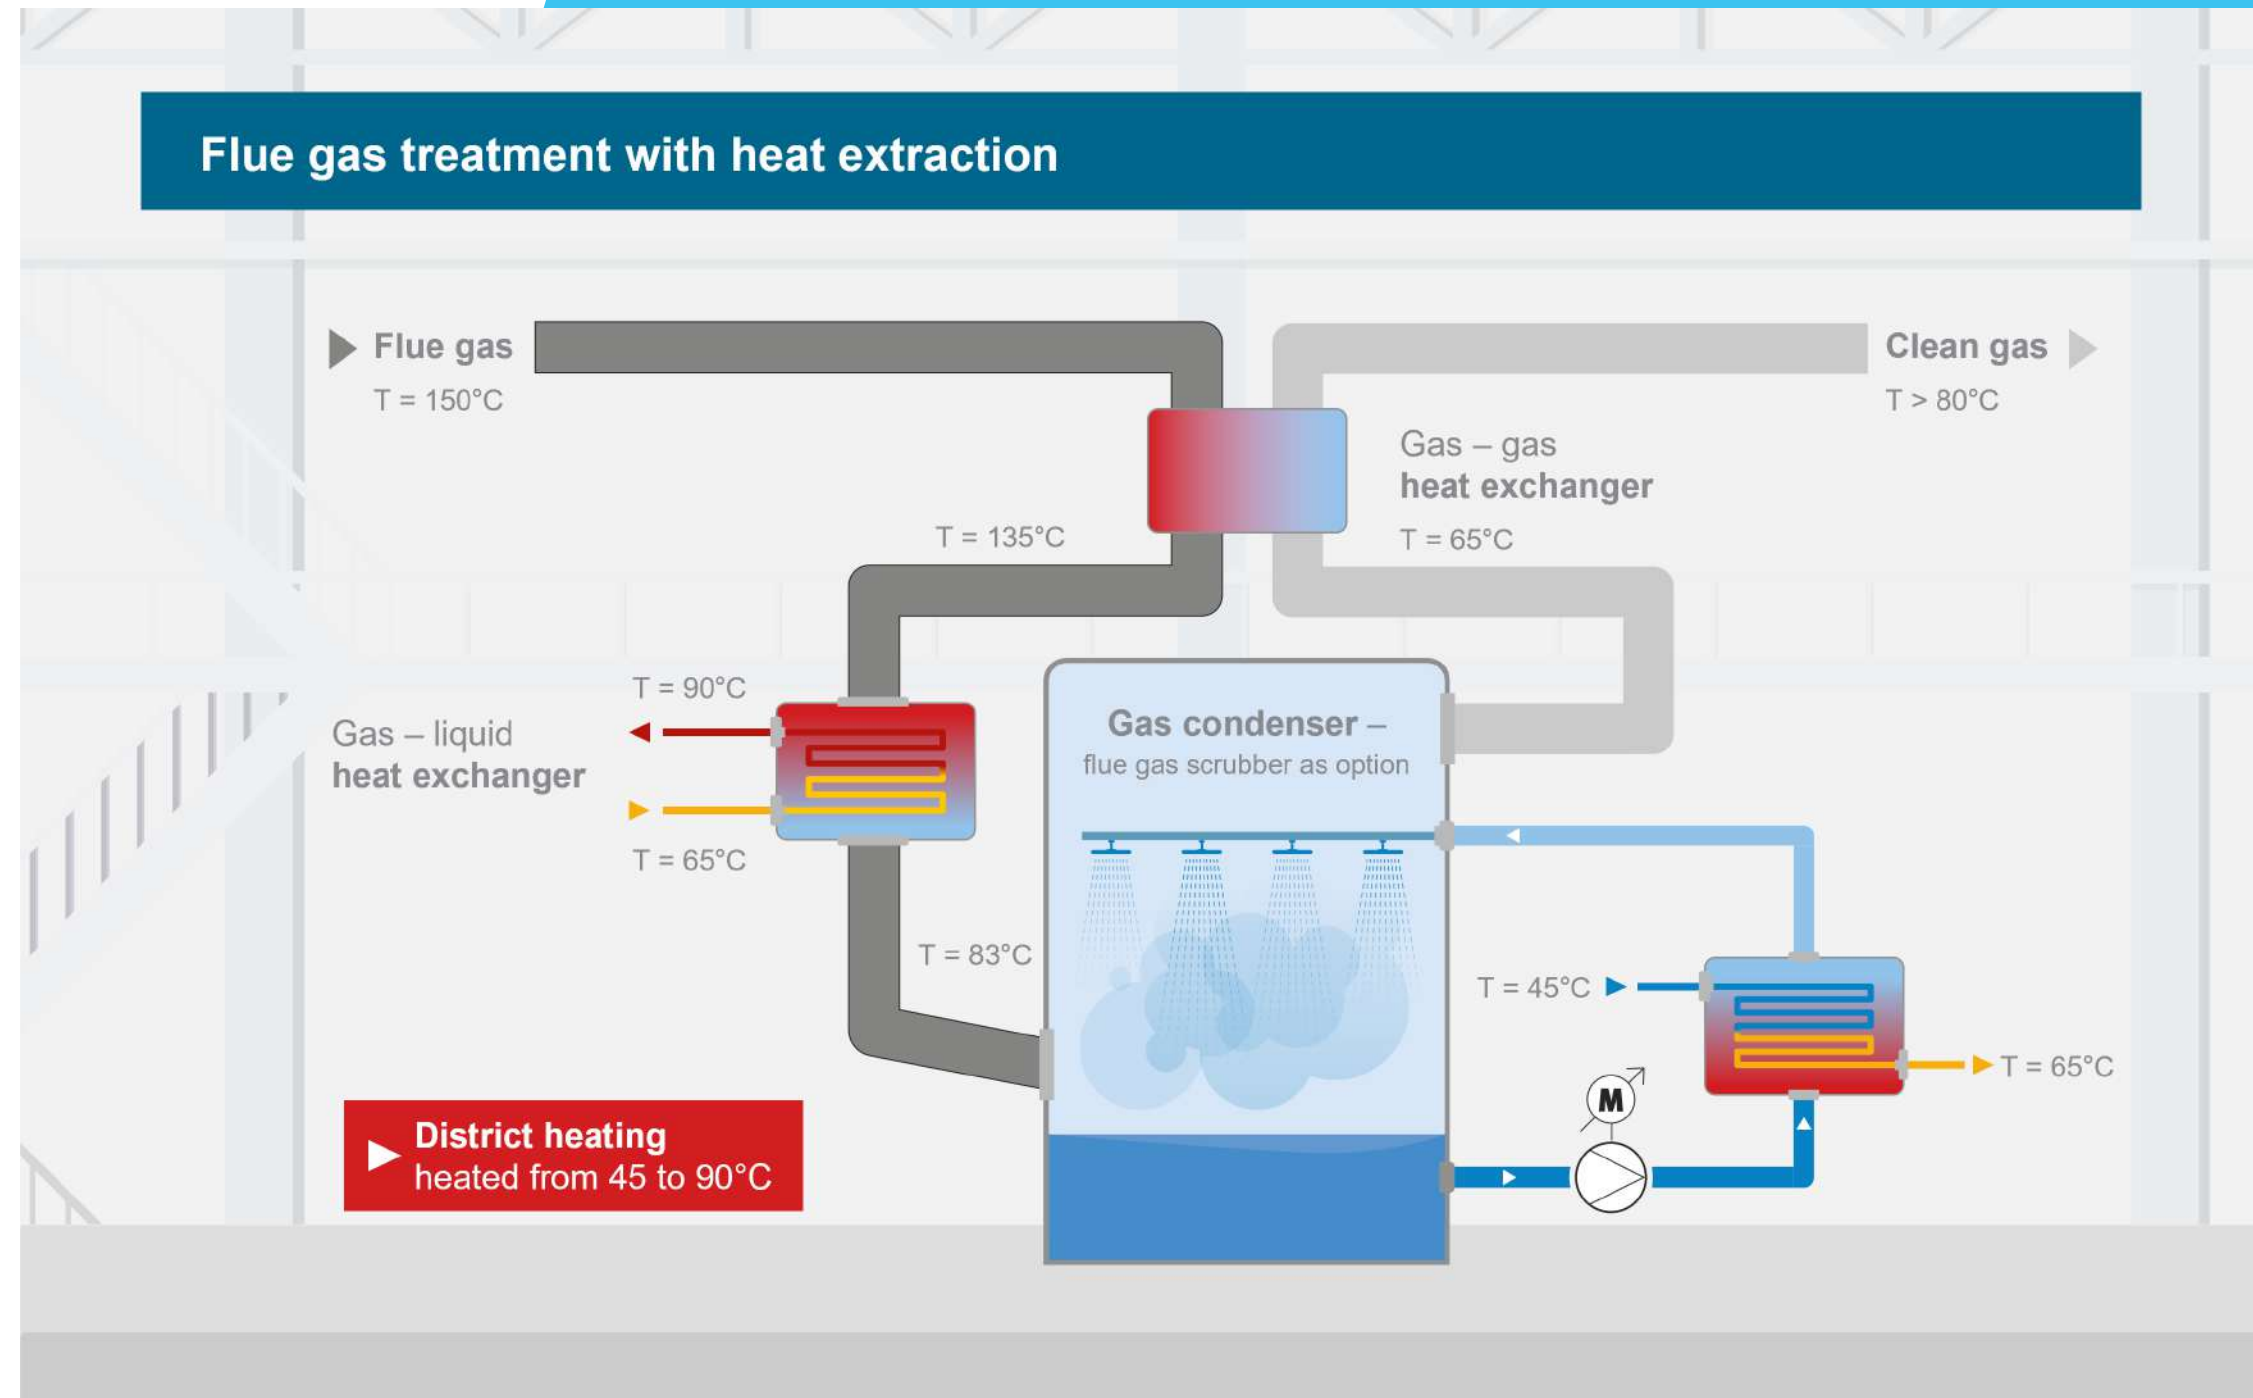 Flue gas treatment with heat extraction
Flue gas
T = 150°C
Clean gas
T > 80°C
Gas – gas
heat exchanger
T = 65°C
T = 135°C
T = 90°C
Gas – liquid
heat exchanger
T = 65°C
Gas condenser –
flue gas scrubber as option
T = 83°C
T = 45°C
T = 65°C
M
District heating
heated from 45 to 90°C